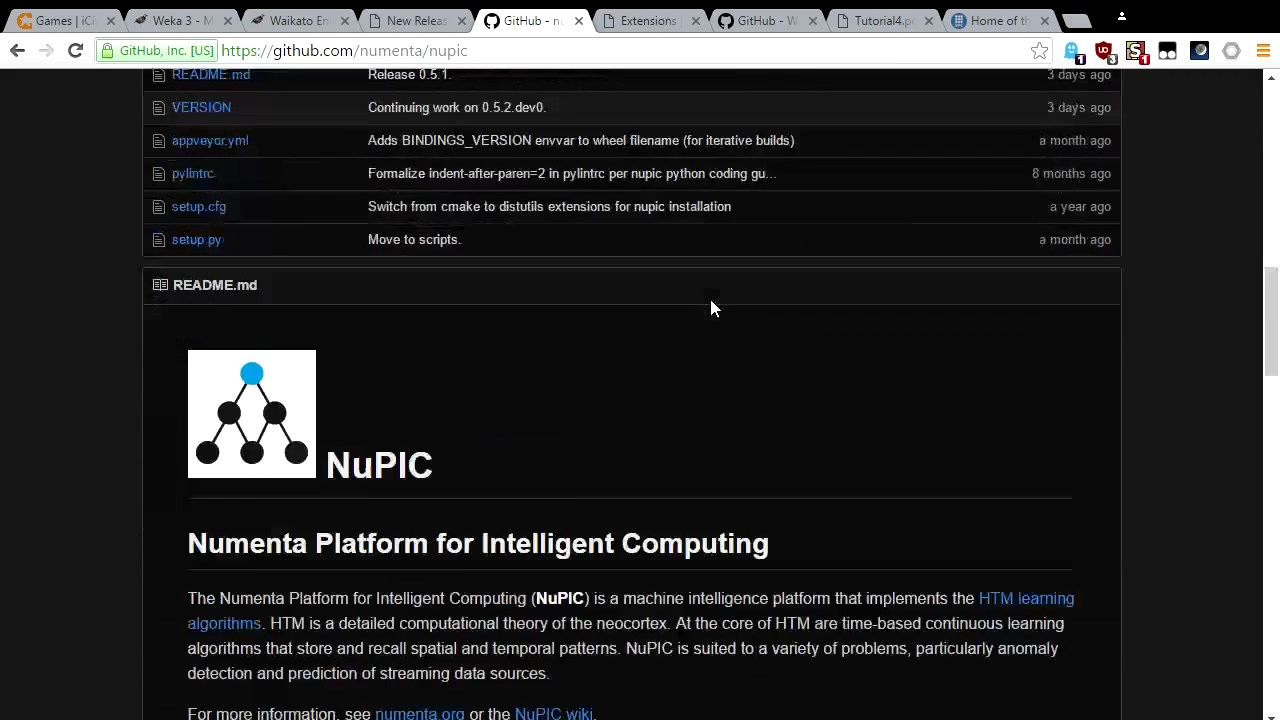 Games | iCi
Weka 3 - M
Waikato En
New Releas
GitHub - nu
Extensions
GitHub - W
Tutorial4.p
Home of th
GitHub, Inc. [US]
https://github.com/numenta/nupic
1
3
1
README.md Release 0.5.1. 3 days ago
VERSION Continuing work on 0.5.2.dev0. 3 days ago
appveyor.yml Adds BINDINGS_VERSION envvar to wheel filename (for iterative builds) a month ago
pylintrc Formalize indent-after-paren=2 in pylintrc per nupic python coding gu... 8 months ago
setup.cfg Switch from cmake to distutils extensions for nupic installation a year ago
setup.py Move to scripts. a month ago
README.md
NuPIC
Numenta Platform for Intelligent Computing
The Numenta Platform for Intelligent Computing (NuPIC) is a machine intelligence platform that implements the HTM learning
algorithms. HTM is a detailed computational theory of the neocortex. At the core of HTM are time-based continuous learning
algorithms that store and recall spatial and temporal patterns. NuPIC is suited to a variety of problems, particularly anomaly
detection and prediction of streaming data sources.
For more information, see numenta.org or the NuPIC wiki.